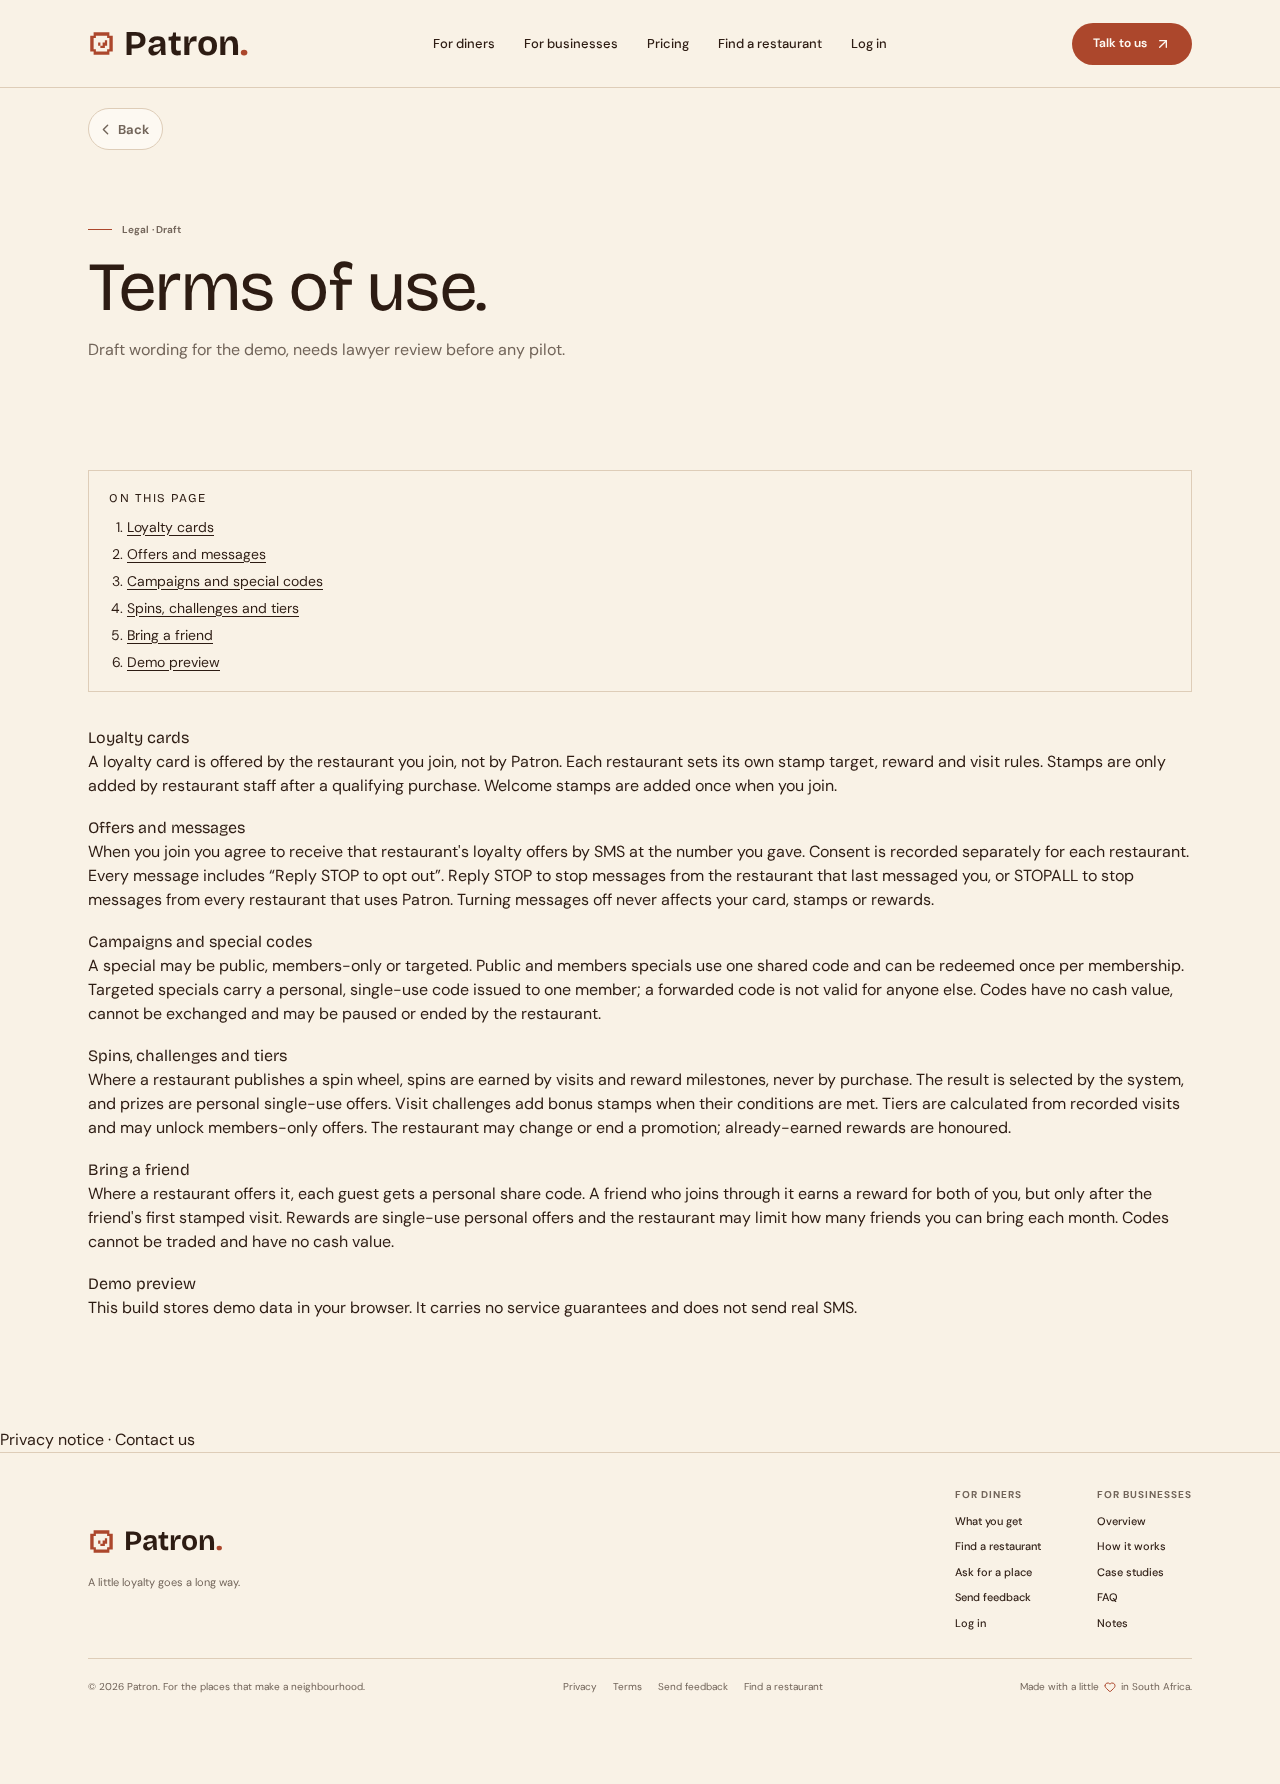 Patron.
For diners
For businesses
Pricing
Find a restaurant
Log in
Talk to us
Back
Legal · Draft
Terms of use.
Draft wording for the demo, needs lawyer review before any pilot.
ON THIS PAGE
1. Loyalty cards
2. Offers and messages
3. Campaigns and special codes
4. Spins, challenges and tiers
5. Bring a friend
6. Demo preview
Loyalty cards
A loyalty card is offered by the restaurant you join, not by Patron. Each restaurant sets its own stamp target, reward and visit rules. Stamps are only
added by restaurant staff after a qualifying purchase. Welcome stamps are added once when you join.
Offers and messages
When you join you agree to receive that restaurant's loyalty offers by SMS at the number you gave. Consent is recorded separately for each restaurant.
Every message includes “Reply STOP to opt out”. Reply STOP to stop messages from the restaurant that last messaged you, or STOPALL to stop
messages from every restaurant that uses Patron. Turning messages off never affects your card, stamps or rewards.
Campaigns and special codes
A special may be public, members-only or targeted. Public and members specials use one shared code and can be redeemed once per membership.
Targeted specials carry a personal, single-use code issued to one member; a forwarded code is not valid for anyone else. Codes have no cash value,
cannot be exchanged and may be paused or ended by the restaurant.
Spins, challenges and tiers
Where a restaurant publishes a spin wheel, spins are earned by visits and reward milestones, never by purchase. The result is selected by the system,
and prizes are personal single-use offers. Visit challenges add bonus stamps when their conditions are met. Tiers are calculated from recorded visits
and may unlock members-only offers. The restaurant may change or end a promotion; already-earned rewards are honoured.
Bring a friend
Where a restaurant offers it, each guest gets a personal share code. A friend who joins through it earns a reward for both of you, but only after the
friend's first stamped visit. Rewards are single-use personal offers and the restaurant may limit how many friends you can bring each month. Codes
cannot be traded and have no cash value.
Demo preview
This build stores demo data in your browser. It carries no service guarantees and does not send real SMS.
Privacy notice · Contact us
Patron.
A little loyalty goes a long way.
FOR DINERS
What you get
Find a restaurant
Ask for a place
Send feedback
Log in
FOR BUSINESSES
Overview
How it works
Case studies
FAQ
Notes
© 2026 Patron. For the places that make a neighbourhood.
Privacy
Terms
Send feedback
Find a restaurant
Made with a little in South Africa.